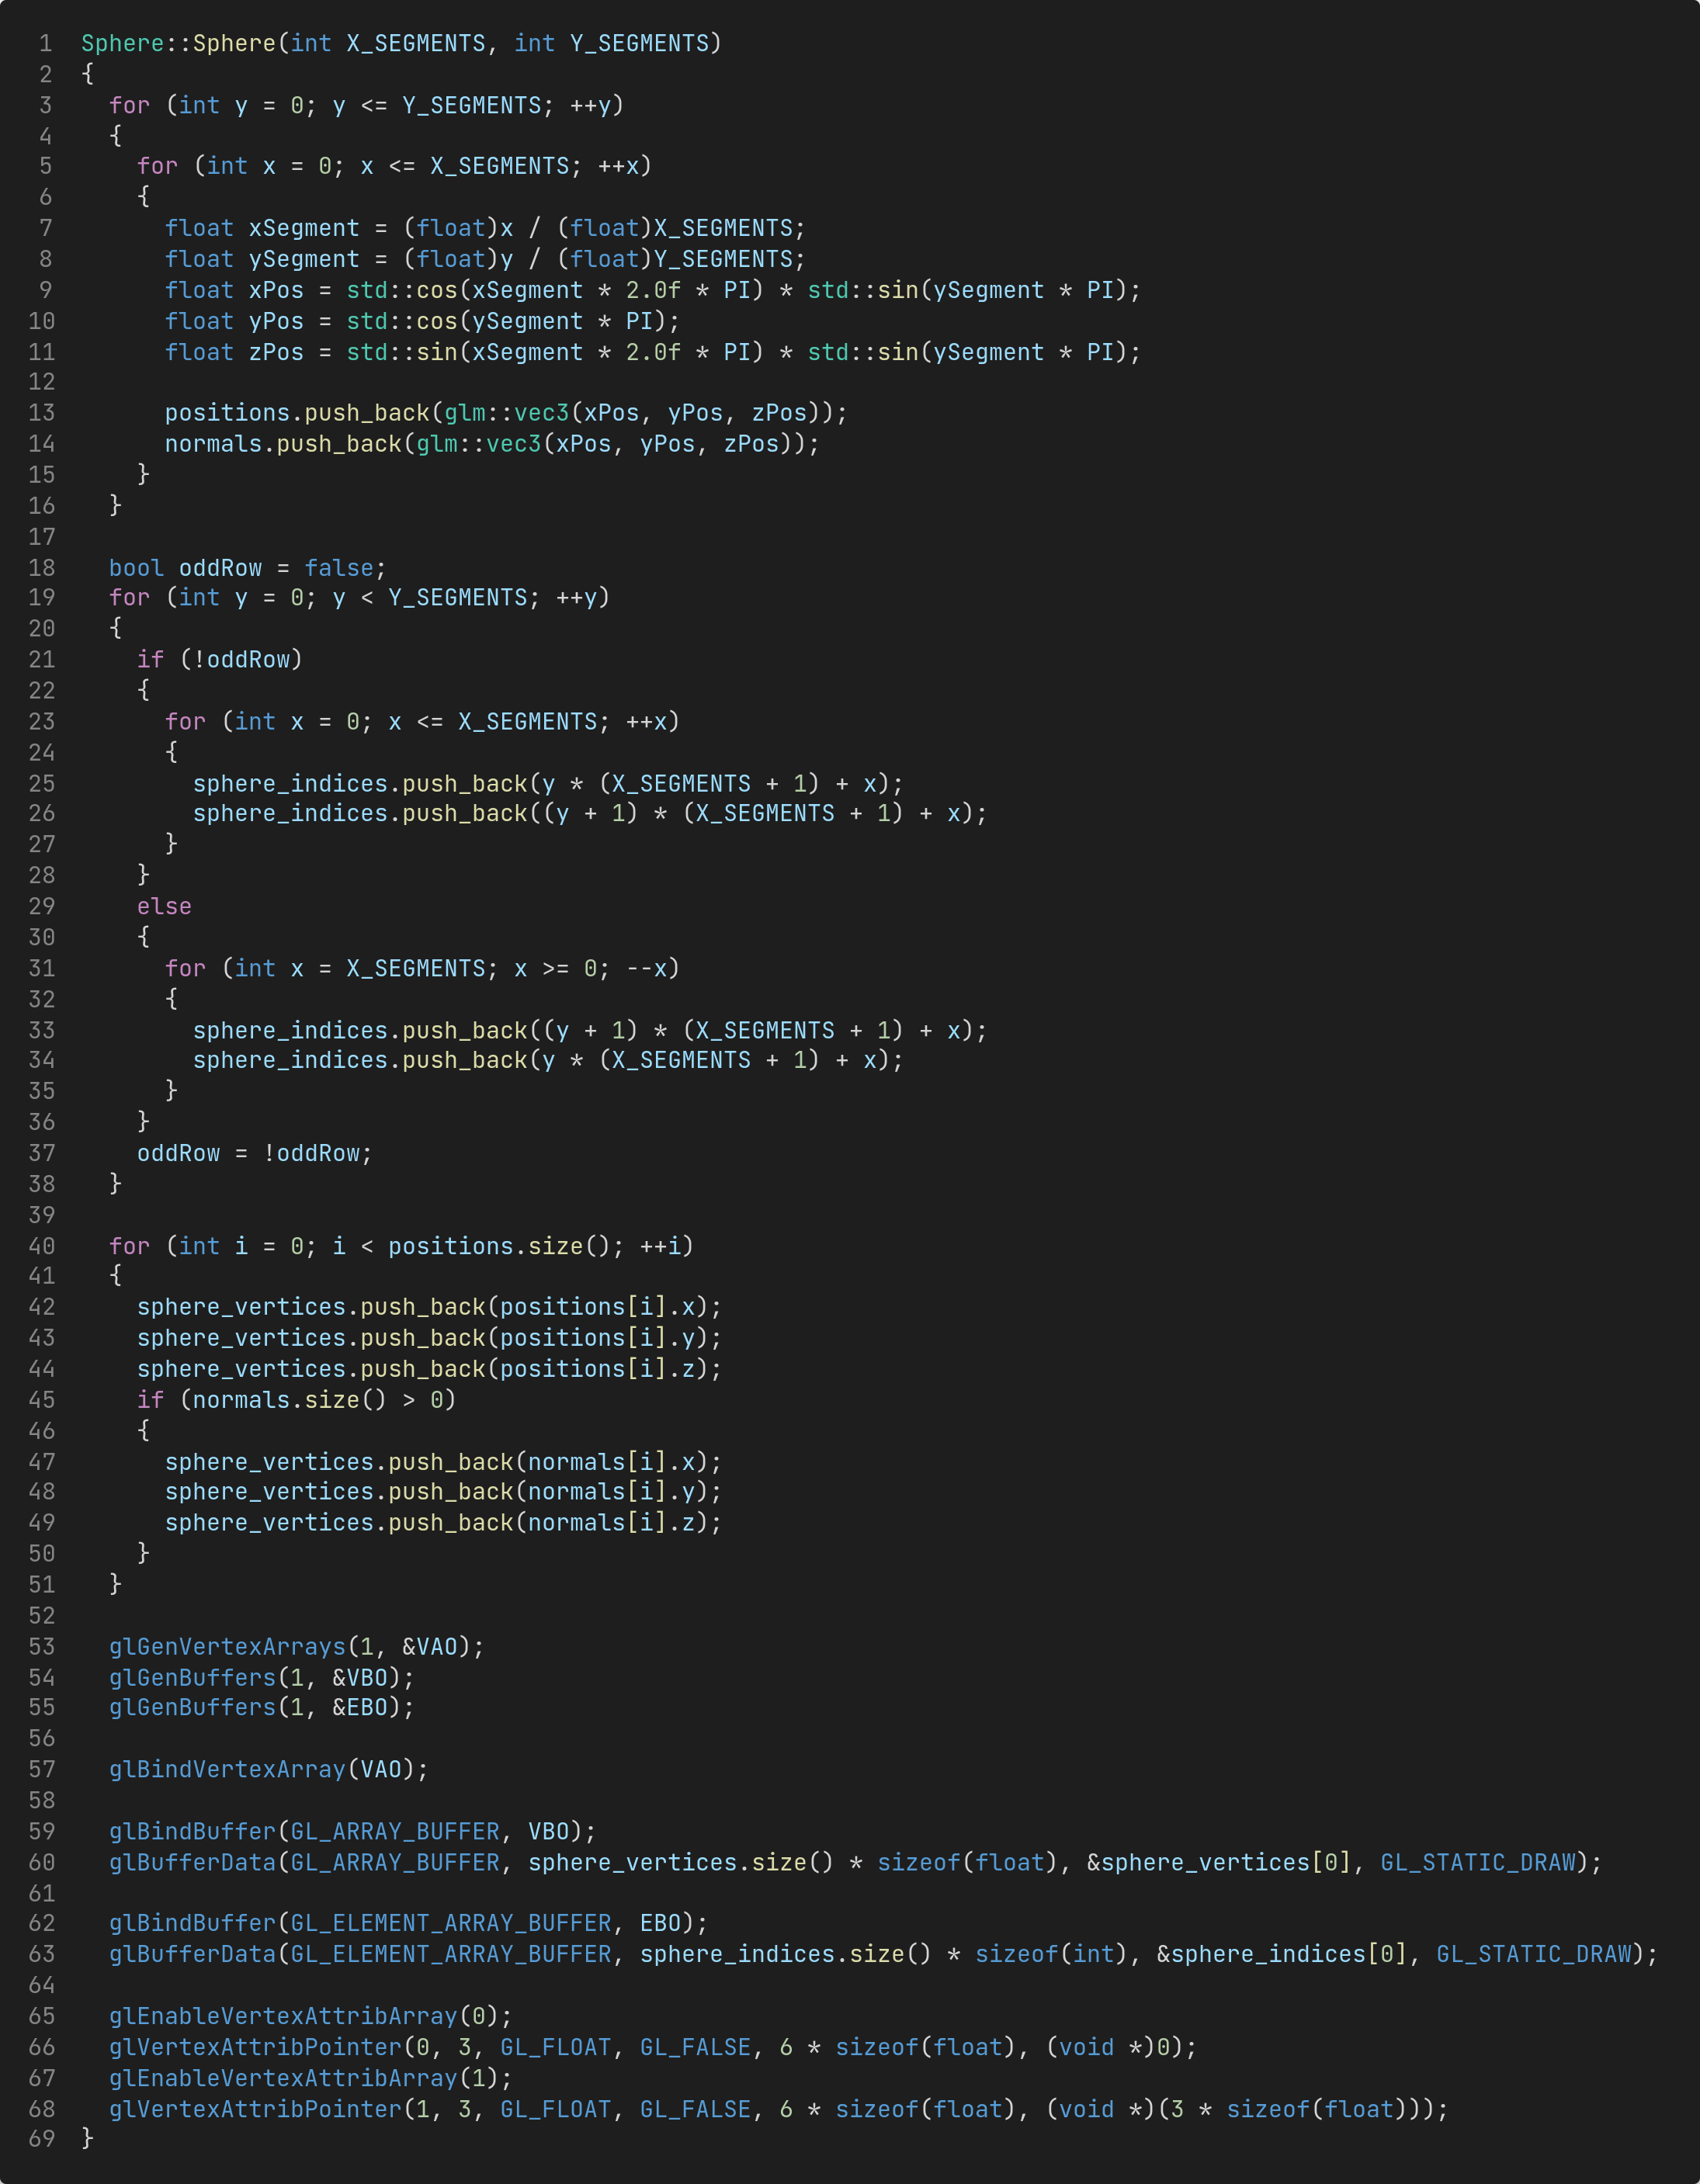 1 Sphere::Sphere(int X_SEGMENTS, int Y_SEGMENTS)
2 {
3   for (int y = 0; y <= Y_SEGMENTS; ++y)
4   {
5     for (int x = 0; x <= X_SEGMENTS; ++x)
6     {
7       float xSegment = (float)x / (float)X_SEGMENTS;
8       float ySegment = (float)y / (float)Y_SEGMENTS;
9       float xPos = std::cos(xSegment * 2.0f * PI) * std::sin(ySegment * PI);
10       float yPos = std::cos(ySegment * PI);
11       float zPos = std::sin(xSegment * 2.0f * PI) * std::sin(ySegment * PI);
12
13       positions.push_back(glm::vec3(xPos, yPos, zPos));
14       normals.push_back(glm::vec3(xPos, yPos, zPos));
15     }
16   }
17
18   bool oddRow = false;
19   for (int y = 0; y < Y_SEGMENTS; ++y)
20   {
21     if (!oddRow)
22     {
23       for (int x = 0; x <= X_SEGMENTS; ++x)
24       {
25         sphere_indices.push_back(y * (X_SEGMENTS + 1) + x);
26         sphere_indices.push_back((y + 1) * (X_SEGMENTS + 1) + x);
27       }
28     }
29     else
30     {
31       for (int x = X_SEGMENTS; x >= 0; --x)
32       {
33         sphere_indices.push_back((y + 1) * (X_SEGMENTS + 1) + x);
34         sphere_indices.push_back(y * (X_SEGMENTS + 1) + x);
35       }
36     }
37     oddRow = !oddRow;
38   }
39
40   for (int i = 0; i < positions.size(); ++i)
41   {
42     sphere_vertices.push_back(positions[i].x);
43     sphere_vertices.push_back(positions[i].y);
44     sphere_vertices.push_back(positions[i].z);
45     if (normals.size() > 0)
46     {
47       sphere_vertices.push_back(normals[i].x);
48       sphere_vertices.push_back(normals[i].y);
49       sphere_vertices.push_back(normals[i].z);
50     }
51   }
52
53   glGenVertexArrays(1, &VAO);
54   glGenBuffers(1, &VBO);
55   glGenBuffers(1, &EBO);
56
57   glBindVertexArray(VAO);
58
59   glBindBuffer(GL_ARRAY_BUFFER, VBO);
60   glBufferData(GL_ARRAY_BUFFER, sphere_vertices.size() * sizeof(float), &sphere_vertices[0], GL_STATIC_DRAW);
61
62   glBindBuffer(GL_ELEMENT_ARRAY_BUFFER, EBO);
63   glBufferData(GL_ELEMENT_ARRAY_BUFFER, sphere_indices.size() * sizeof(int), &sphere_indices[0], GL_STATIC_DRAW);
64
65   glEnableVertexAttribArray(0);
66   glVertexAttribPointer(0, 3, GL_FLOAT, GL_FALSE, 6 * sizeof(float), (void *)0);
67   glEnableVertexAttribArray(1);
68   glVertexAttribPointer(1, 3, GL_FLOAT, GL_FALSE, 6 * sizeof(float), (void *)(3 * sizeof(float)));
69 }